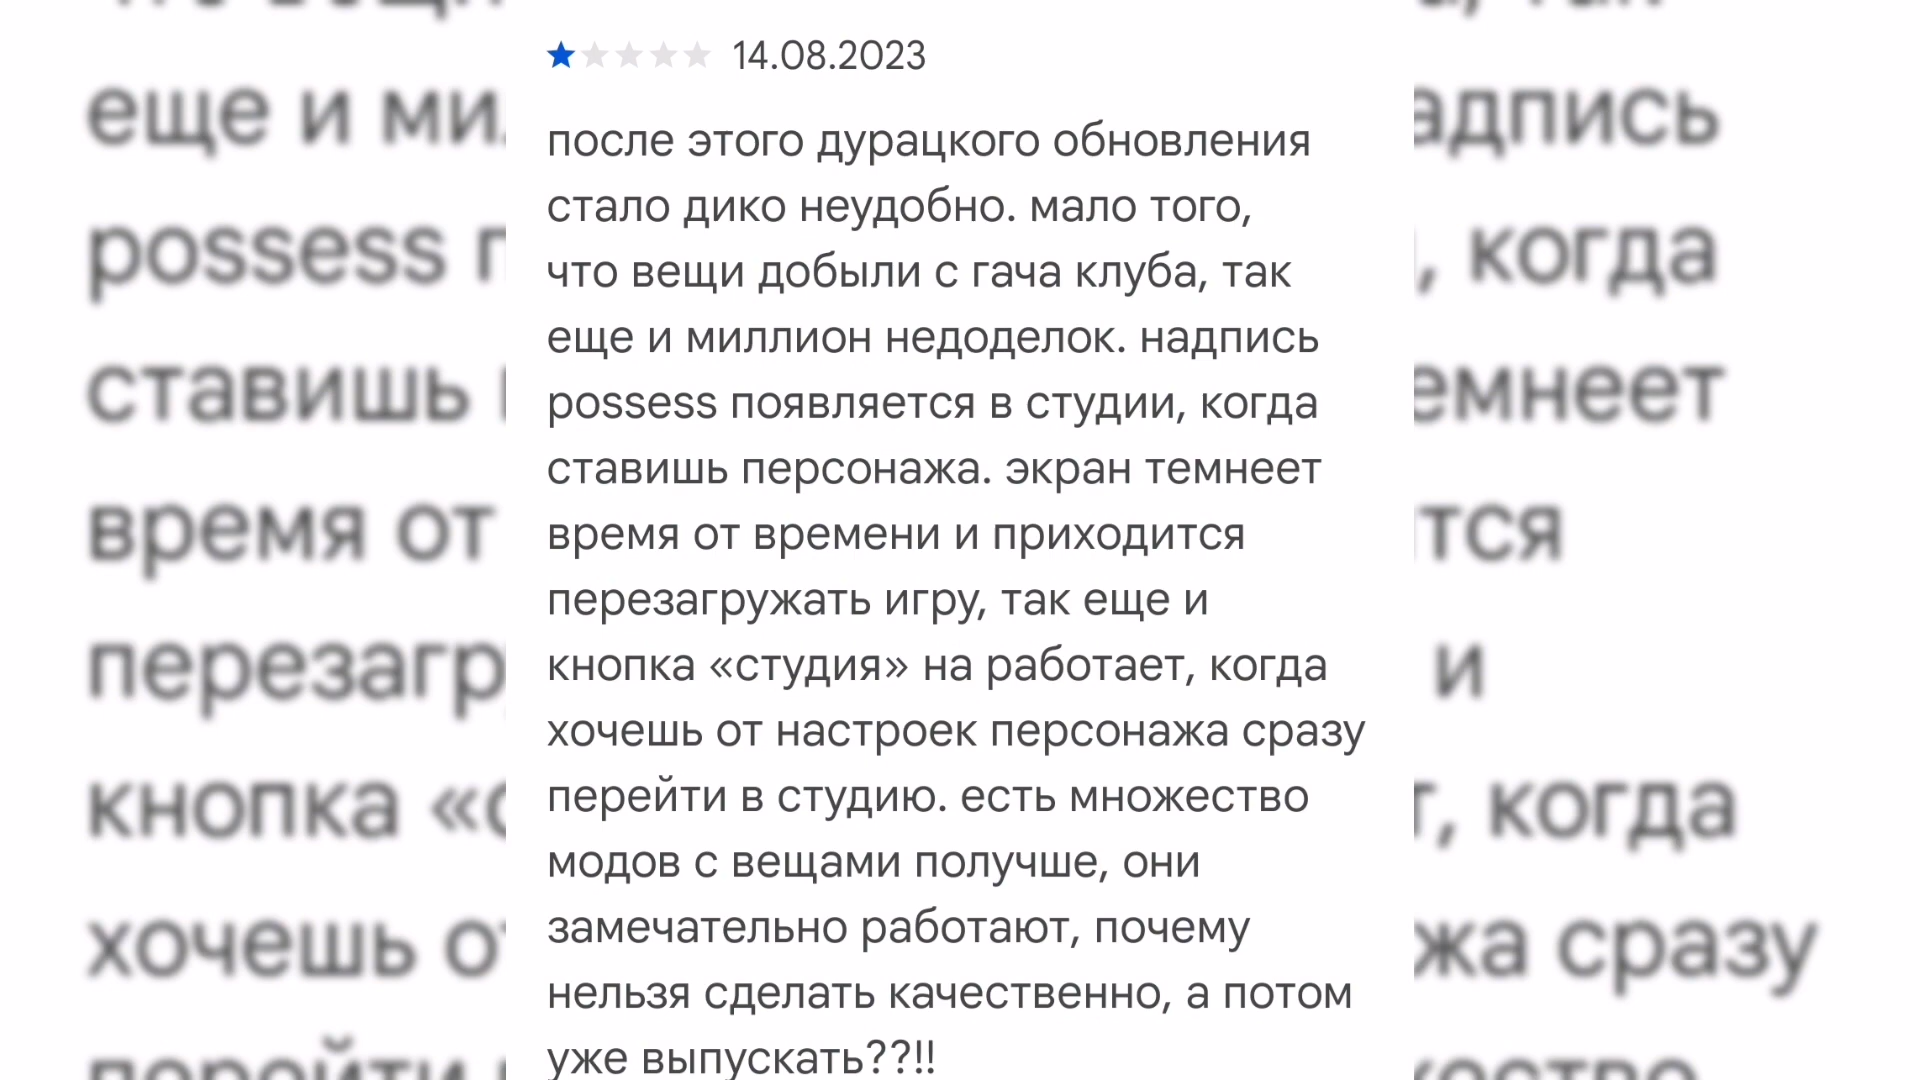 14.08.2023
после этого дурацкого обновления
стало дико неудобно. мало того,
что вещи добыли с гача клуба, так
еще и миллион недоделок. надпись
possess появляется в студии, когда
ставишь персонажа. экран темнеет
время от времени и приходится
перезагружать игру, так еще и
кнопка «студия» на работает, когда
хочешь от настроек персонажа сразу
перейти в студию. есть множество
модов с вещами получше, они
замечательно работают, почему
нельзя сделать качественно, а потом
уже выпускать??!!